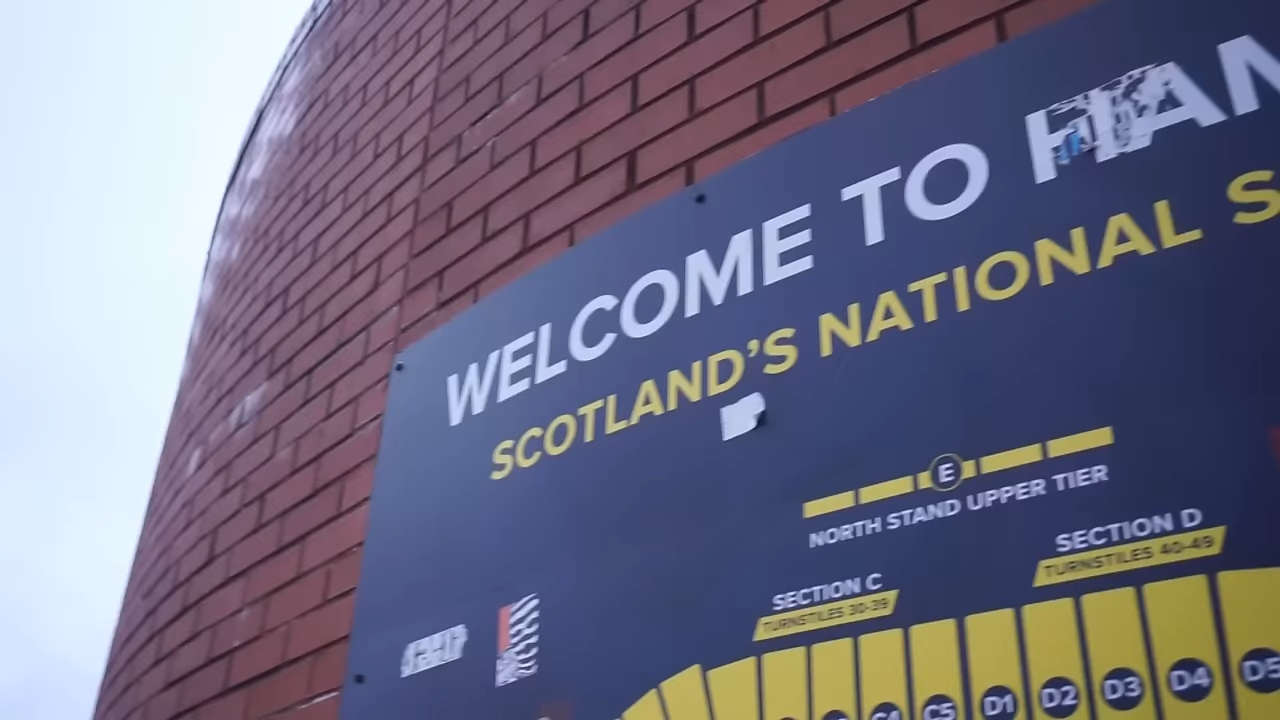 WELCOME TO HAM
SCOTLAND'S NATIONAL S
E
NORTH STAND UPPER TIER
SECTION D
TURNSTILES 40-49
SECTION C
TURNSTILES 30-39
C4 C5 D1 D2 D3 D4 D5